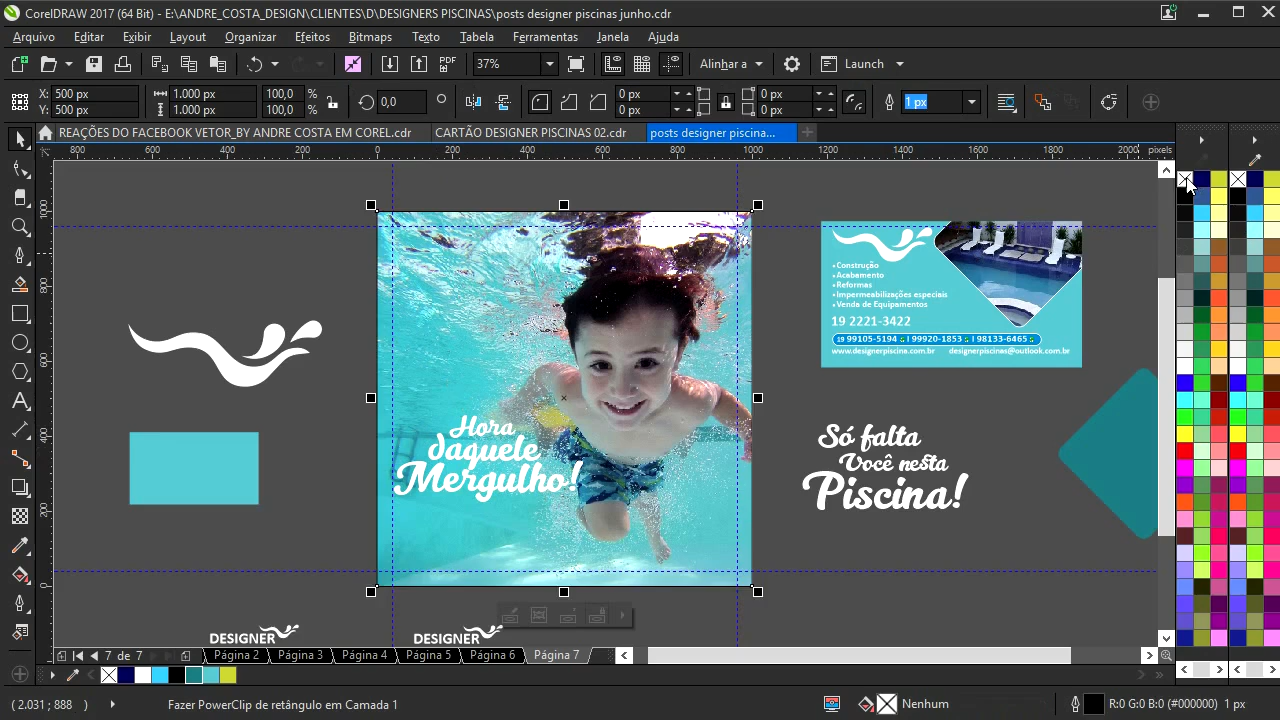 CorelDRAW 2017 (64 Bit) - E:\ANDRE_COSTA_DESIGN\CLIENTES\D\DESIGNERS PISCINAS\posts designer piscinas junho.cdr
Arquivo Editar Exibir Layout Organizar Efeitos Bitmaps Texto Tabela Ferramentas Janela Ajuda
PDF 37% Alinhar a Launch
X: 500 px 1.000 px 100,0 % 0,0 0 px 0 px 1 px
Y: 500 px 1.000 px 100,0 % 0 px 0 px
REAÇÕES DO FACEBOOK VETOR_BY ANDRE COSTA EM COREL.cdr CARTÃO DESIGNER PISCINAS 02.cdr posts designer piscina...
800 600 400 200 0 200 400 600 800 1000 1200 1400 1600 1800 2000 pixels
1000
800
600
400
200
0
• Construção
• Acabamento
• Reformas
• Impermeabilizações especiais
• Venda de Equipamentos
19 2221-3422
19 99105-5194 | 99920-1853 | 98133-6465
www.designerpiscina.com.br designerpiscinas@outlook.com.br
Hora
daquele
Mergulho!
Só falta
Você nesta
Piscina!
DESIGNER DESIGNER
7 de 7 Página 2 Página 3 Página 4 Página 5 Página 6 Página 7
( 2.031 ; 888 ) Fazer PowerClip de retângulo em Camada 1 Nenhum R:0 G:0 B:0 (#000000) 1 px